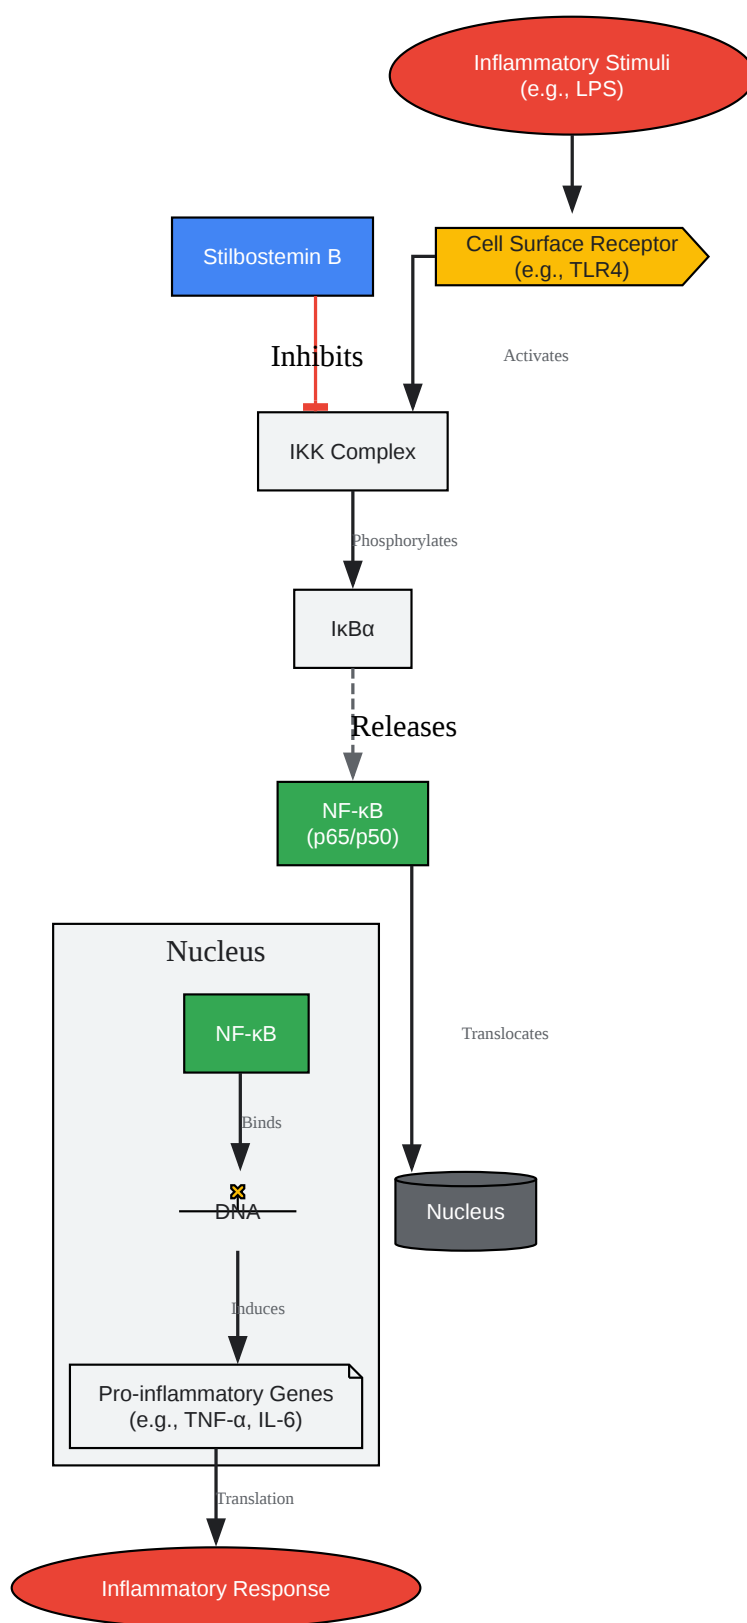 Inflammatory Stimuli
(e.g., LPS)
Stilbostemin B
Cell Surface Receptor
(e.g., TLR4)
Inhibits
Activates
IKK Complex
Phosphorylates
IκBα
Releases
NF-κB
(p65/p50)
Nucleus
NF-κB
Translocates
Binds
DNA
Nucleus
Induces
Pro-inflammatory Genes
(e.g., TNF-α, IL-6)
Translation
Inflammatory Response